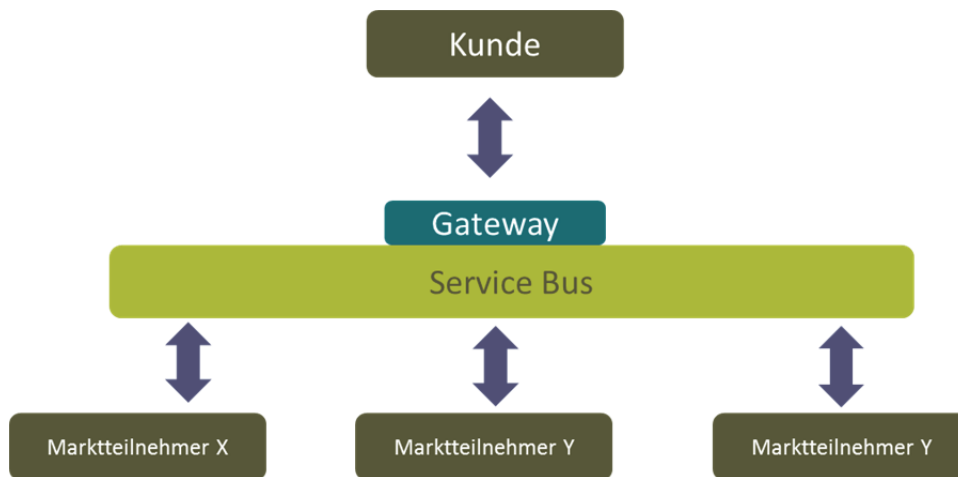 Kunde
Gateway
Service Bus
Marktteilnehmer X
Marktteilnehmer Y
Marktteilnehmer Y